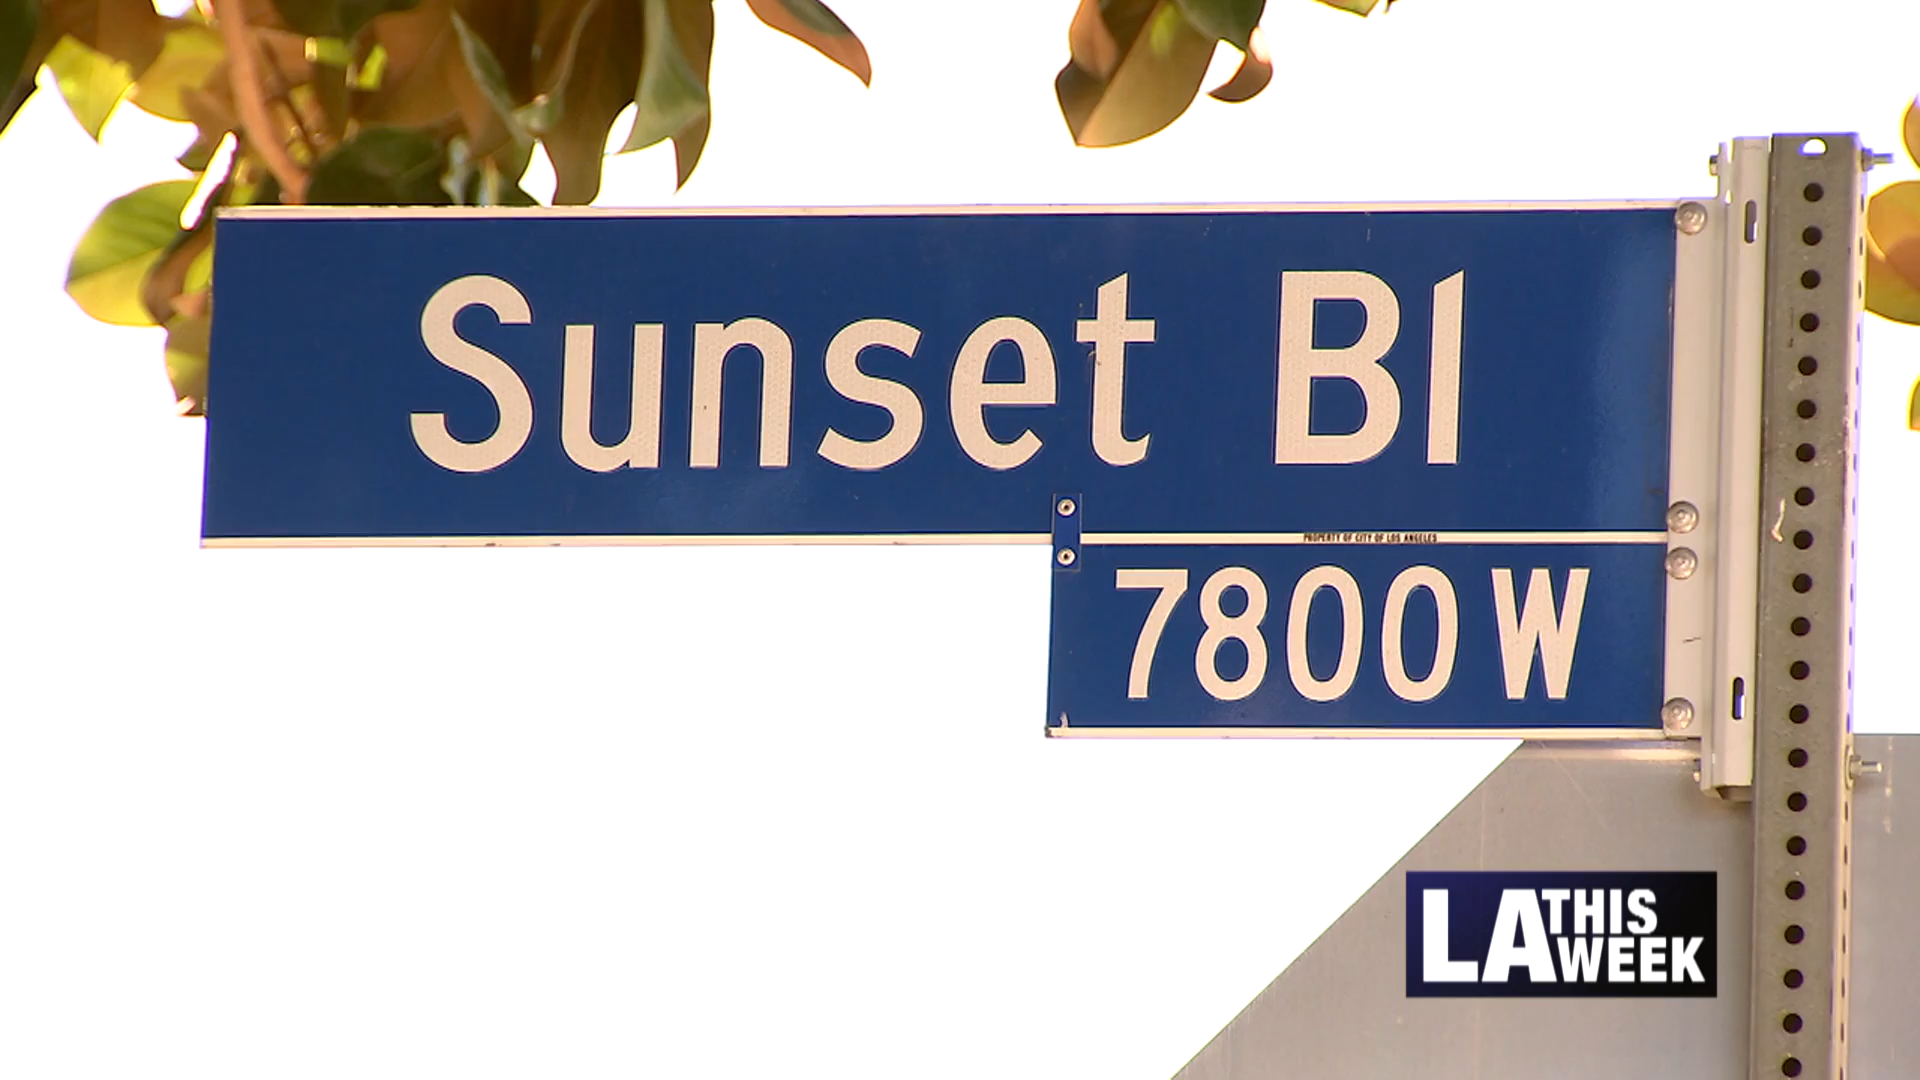 Sunset Bl
PROPERTY OF CITY OF LOS ANGELES
7800 W
LA THIS
WEEK